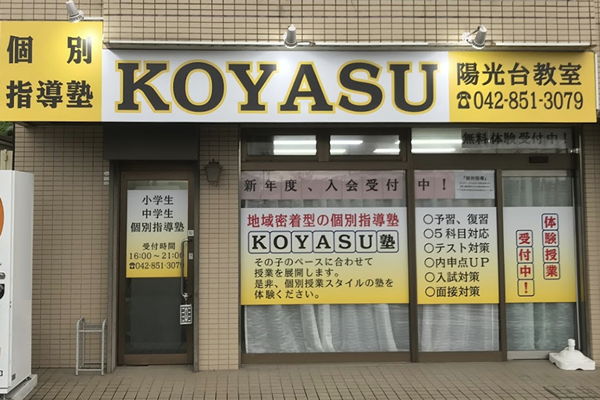 個別
指導塾
KOYASU
陽光台教室
☎042-851-3079
無料体験受付中!
新年度、入会受付中!
小学生
中学生
個別指導塾
受付時間
16:00~21:00
☎042-851-3079
地域密着型の個別指導塾
KOYASU塾
その子のペースに合わせて
授業を展開します。
是非、個別授業スタイルの塾を
体験ください。
○予習、復習
○5科目対応
○テスト対策
○内申点UP
○入試対策
○面接対策
体験授業
受付中!